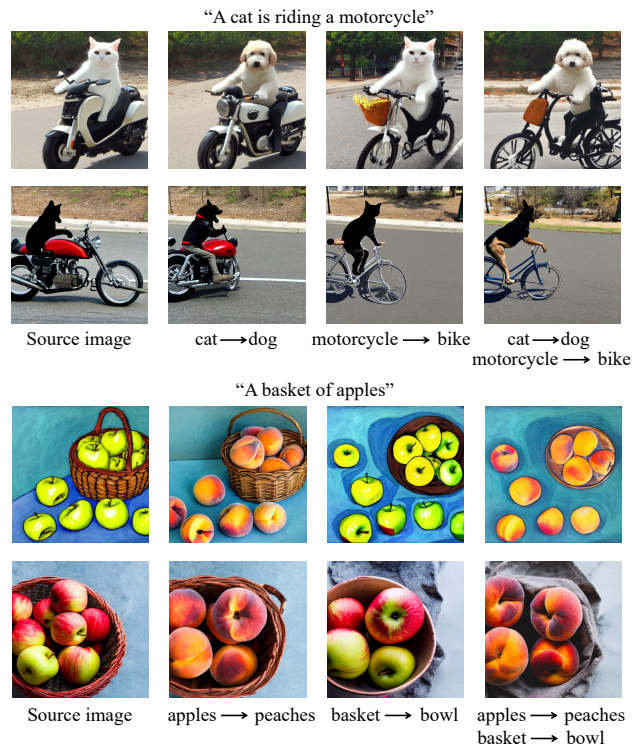 “A cat is riding a motorcycle”
dog
Source image
cat ⟶ dog
motorcycle ⟶ bike
cat ⟶ dog
motorcycle ⟶ bike
“A basket of apples”
Source image
apples ⟶ peaches
basket ⟶ bowl
apples ⟶ peaches
basket ⟶ bowl